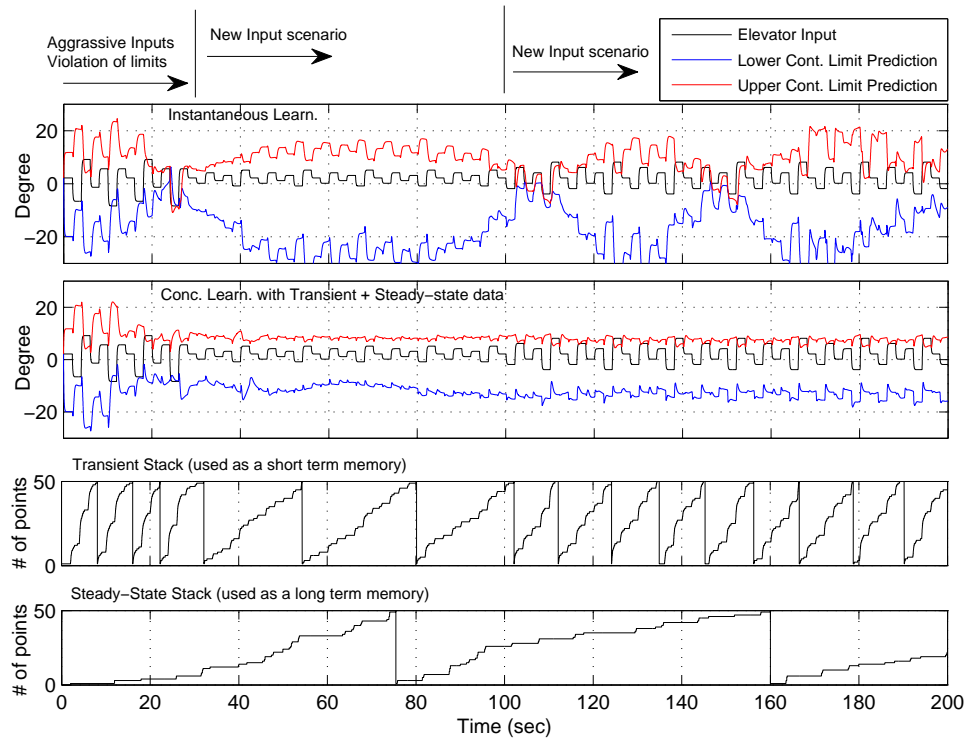 Aggressive Inputs
Violation of limits
New Input scenario
New Input scenario
Elevator Input
Lower Cont. Limit Prediction
Upper Cont. Limit Prediction
Instantaneous Learn.
Degree
20
0
−20
Conc. Learn. with Transient + Steady−state data
Degree
20
0
−20
Transient Stack (used as a short term memory)
# of points
50
0
Steady−State Stack (used as a long term memory)
# of points
50
0
0 20 40 60 80 100 120 140 160 180 200
Time (sec)